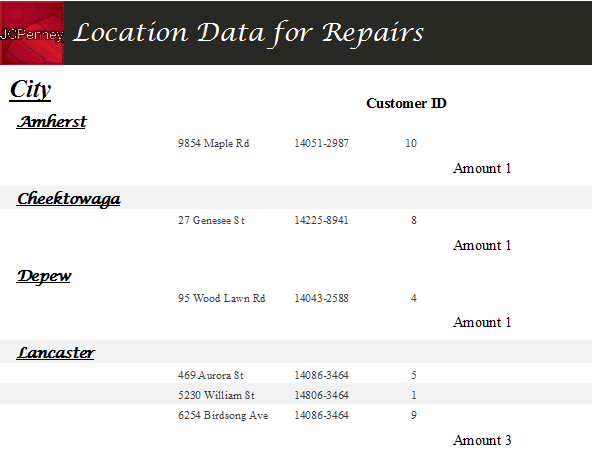 JCPenney Location Data for Repairs
City
Customer ID
Amherst
9854 Maple Rd 14051-2987 10
Amount 1
Cheektowaga
27 Genesee St 14225-8941 8
Amount 1
Depew
95 Wood Lawn Rd 14043-2588 4
Amount 1
Lancaster
469 Aurora St 14086-3464 5
5230 William St 14806-3464 1
6254 Birdsong Ave 14086-3464 9
Amount 3